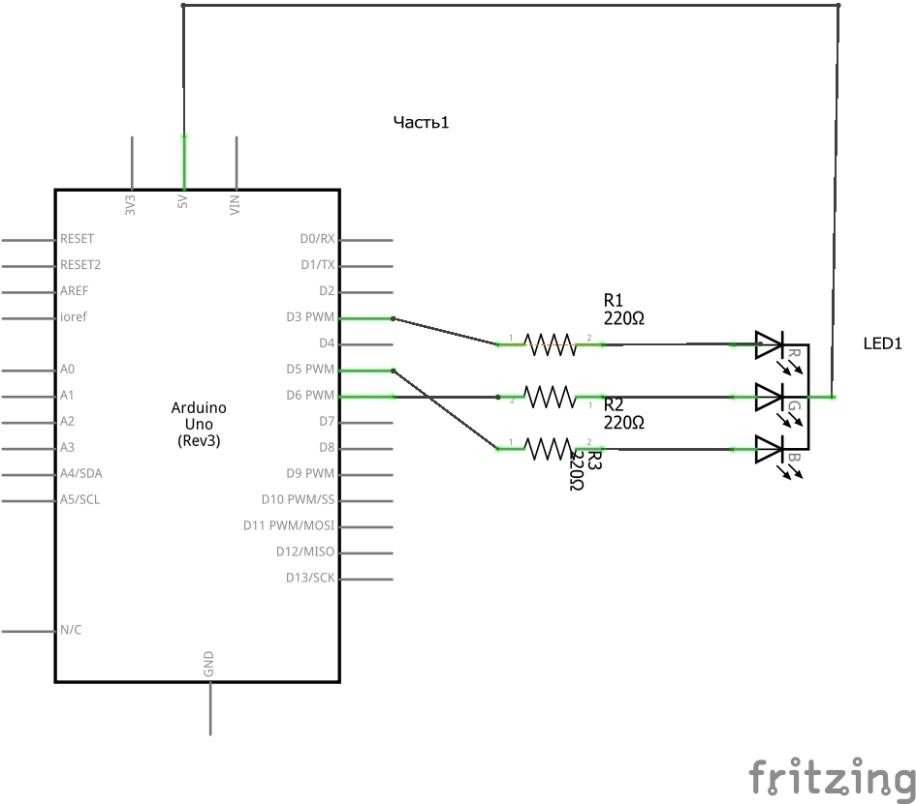 Часть1
3V3
5V
VIN
RESET
RESET2
AREF
ioref
A0
A1
A2
A3
A4/SDA
A5/SCL
N/C
Arduino
Uno
(Rev3)
D0/RX
D1/TX
D2
D3 PWM
D4
D5 PWM
D6 PWM
D7
D8
D9 PWM
D10 PWM/SS
D11 PWM/MOSI
D12/MISO
D13/SCK
GND
R1
220Ω
1
2
2
1
R2
220Ω
1
2
R3
220Ω
R
G
B
LED1
fritzing